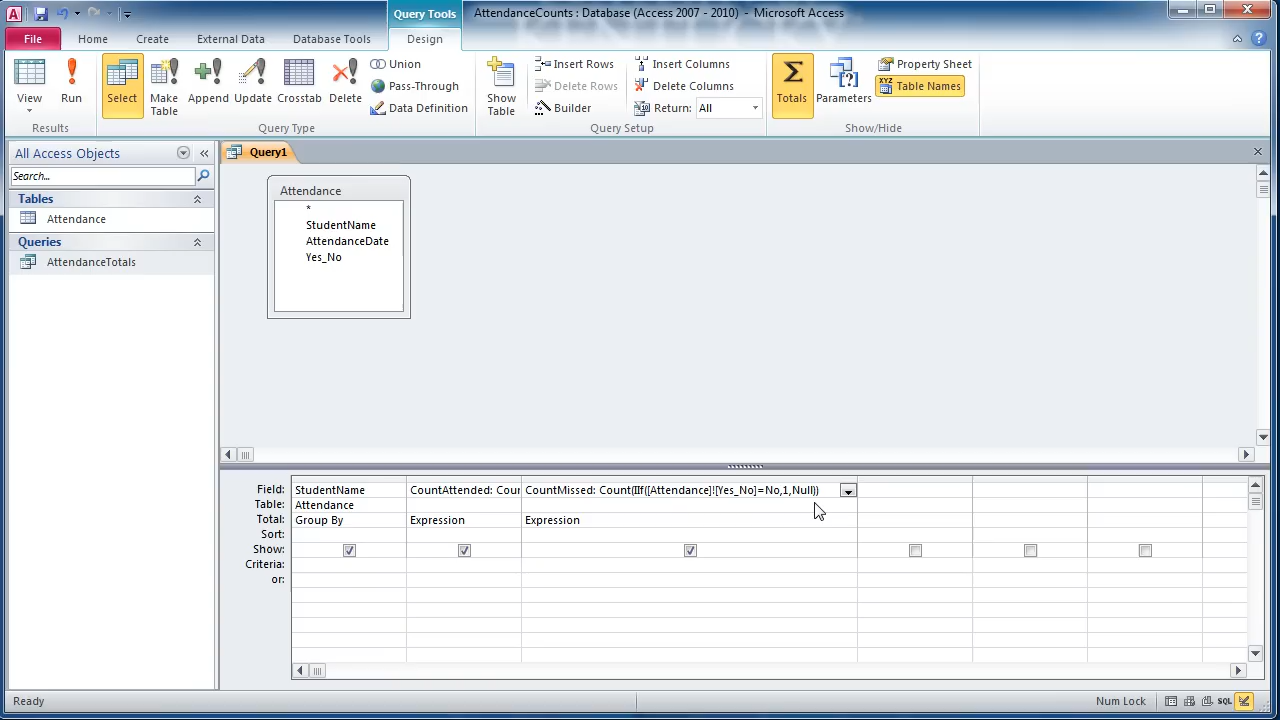 AttendanceCounts : Database (Access 2007 - 2010) - Microsoft Access
Query Tools
File Home Create External Data Database Tools Design
View
Run
Select
Make Table
Append
Update
Crosstab
Delete
Union
Pass-Through
Data Definition
Show Table
Insert Rows
Delete Rows
Builder
Insert Columns
Delete Columns
Return: All
Totals
Parameters
Property Sheet
Table Names
Results Query Type Query Setup Show/Hide
All Access Objects
Search...
Tables
Attendance
Queries
AttendanceTotals
Query1
Attendance
*
StudentName
AttendanceDate
Yes_No
Field: StudentName CountAttended: Cour CountMissed: Count(IIf([Attendance]![Yes_No]=No,1,Null))
Table: Attendance
Total: Group By Expression Expression
Sort:
Show:
Criteria:
or:
Ready Num Lock SQL